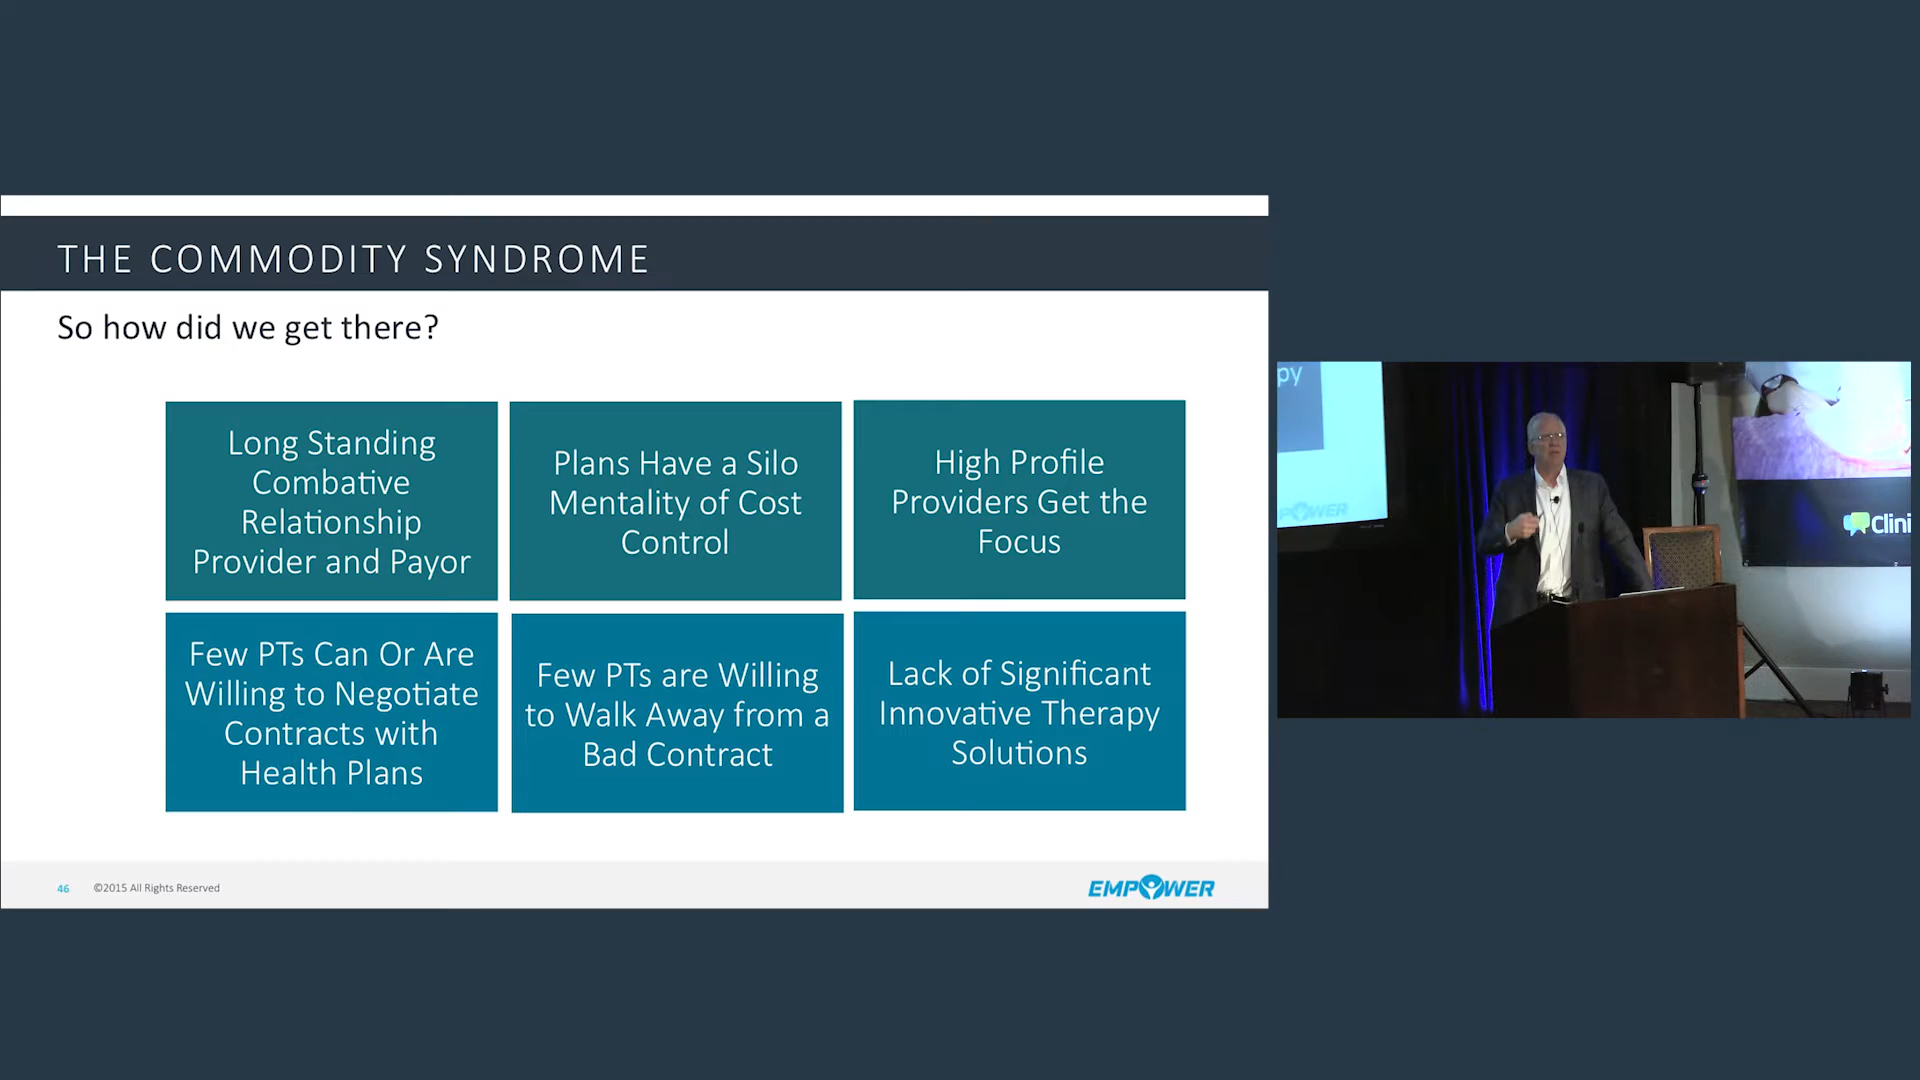 THE COMMODITY SYNDROME
So how did we get there?
Long Standing
Combative
Relationship
Provider and Payor
Plans Have a Silo
Mentality of Cost
Control
High Profile
Providers Get the
Focus
Few PTs Can Or Are
Willing to Negotiate
Contracts with
Health Plans
Few PTs are Willing
to Walk Away from a
Bad Contract
Lack of Significant
Innovative Therapy
Solutions
46 ©2015 All Rights Reserved
EMPOWER
py
POWER
Clini